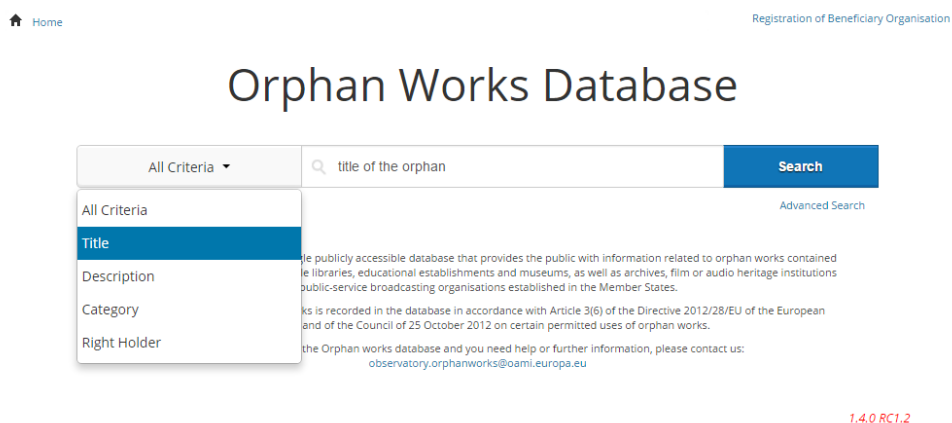 Home
Registration of Beneficiary Organisation
Orphan Works Database
All Criteria
title of the orphan
Search
All Criteria
Title
Description
Category
Right Holder
Advanced Search
publicly accessible database that provides the public with information related to orphan works contained
libraries, educational establishments and museums, as well as archives, film or audio heritage institutions
public-service broadcasting organisations established in the Member States.
is recorded in the database in accordance with Article 3(6) of the Directive 2012/28/EU of the European
and of the Council of 25 October 2012 on certain permitted uses of orphan works.
the Orphan works database and you need help or further information, please contact us:
observatory.orphanworks@oami.europa.eu
1.4.0 RC1.2